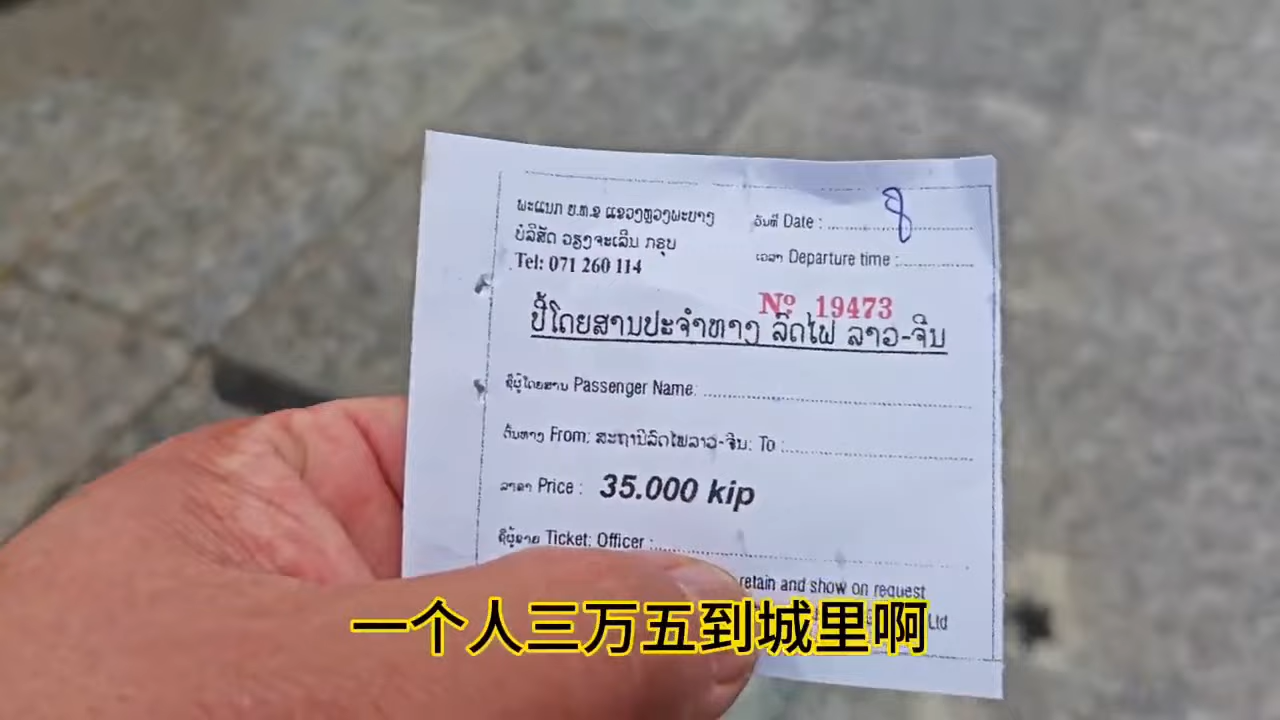 ພະແນກ ຍ.ທ.ຂ ແຂວງຫຼວງພະບາງ
ບໍລິສັດ ວຽງຈະເລີນ ກຣຸບ
Tel: 071 260 114
ວັນທີ Date :
ເວລາ Departure time :
Nº 19473
ປີ້ໂດຍສານປະຈຳທາງ ລົດໄຟ ລາວ-ຈີນ
ຊື່ຜູ້ໂດຍສານ Passenger Name:
ຕົ້ນທາງ From: ສະຖານີລົດໄຟລາວ-ຈີນ: To :
ລາຄາ Price : 35.000 kip
ຊື່ຜູ້ຂາຍ Ticket: Officer :
retain and show on request
Ltd
一个人三万五到城里啊